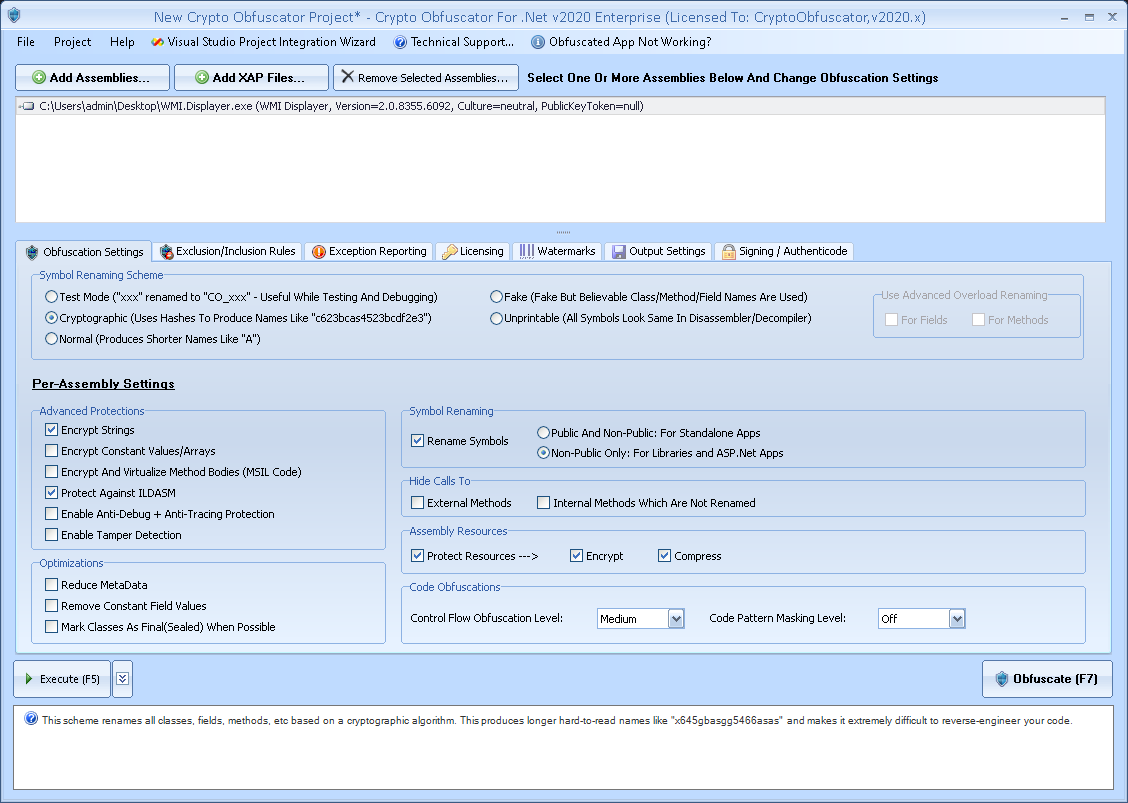 New Crypto Obfuscator Project* - Crypto Obfuscator For .Net v2020 Enterprise (Licensed To: CryptoObfuscator,v2020.x)
File Project Help Visual Studio Project Integration Wizard Technical Support... Obfuscated App Not Working?
Add Assemblies... Add XAP Files... Remove Selected Assemblies... Select One Or More Assemblies Below And Change Obfuscation Settings
C:\Users\admin\Desktop\WMI.Displayer.exe (WMI Displayer, Version=2.0.8355.6092, Culture=neutral, PublicKeyToken=null)
Obfuscation Settings Exclusion/Inclusion Rules Exception Reporting Licensing Watermarks Output Settings Signing / Authenticode
Symbol Renaming Scheme
Test Mode ("xxx" renamed to "CO_xxx" - Useful While Testing And Debugging)
Cryptographic (Uses Hashes To Produce Names Like "c623bcas4523bcdf2e3")
Normal (Produces Shorter Names Like "A")
Fake (Fake But Believable Class/Method/Field Names Are Used)
Unprintable (All Symbols Look Same In Disassembler/Decompiler)
Use Advanced Overload Renaming
For Fields For Methods
Per-Assembly Settings
Advanced Protections
Encrypt Strings
Encrypt Constant Values/Arrays
Encrypt And Virtualize Method Bodies (MSIL Code)
Protect Against ILDASM
Enable Anti-Debug + Anti-Tracing Protection
Enable Tamper Detection
Optimizations
Reduce MetaData
Remove Constant Field Values
Mark Classes As Final(Sealed) When Possible
Symbol Renaming
Rename Symbols
Public And Non-Public: For Standalone Apps
Non-Public Only: For Libraries and ASP.Net Apps
Hide Calls To
External Methods Internal Methods Which Are Not Renamed
Assembly Resources
Protect Resources ---> Encrypt Compress
Code Obfuscations
Control Flow Obfuscation Level: Medium Code Pattern Masking Level: Off
Execute (F5) Obfuscate (F7)
This scheme renames all classes, fields, methods, etc based on a cryptographic algorithm. This produces longer hard-to-read names like "x645gbasgg5466asas" and makes it extremely difficult to reverse-engineer your code.